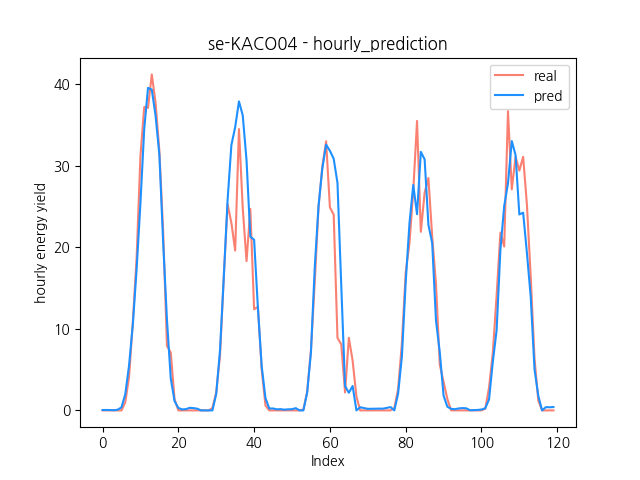 se-KACO04 - hourly_prediction
real
pred
hourly energy yield
40
30
20
10
0
0 20 40 60 80 100 120
Index